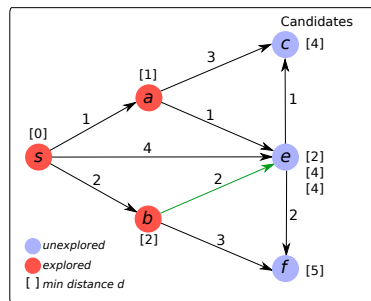 Candidates
c [4]
3
[1]
a
1
1
1
[0]
s
4
e [2]
[4]
[4]
2
2
2
b
[2]
3
f [5]
unexplored
explored
[ ] min distance d